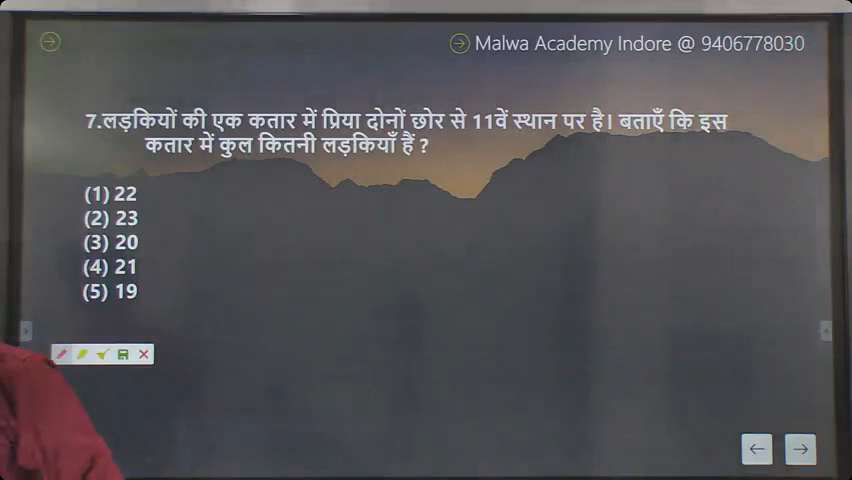 Malwa Academy Indore @ 9406778030
7.लड़कियों की एक कतार में प्रिया दोनों छोर से 11वें स्थान पर है। बताएँ कि इस
कतार में कुल कितनी लड़कियाँ हैं ?
(1) 22
(2) 23
(3) 20
(4) 21
(5) 19